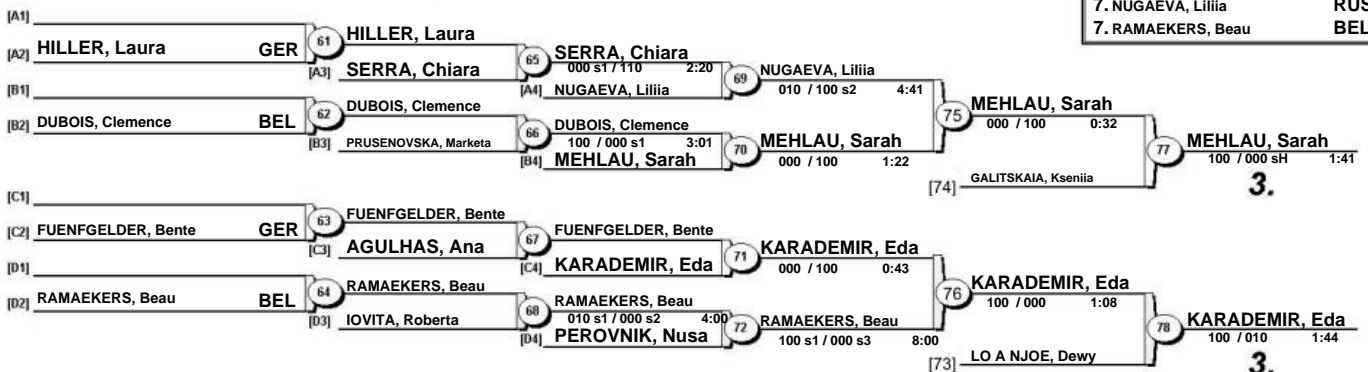 7. NUGAEVA, Liliia RUS
7. RAMAEKERS, Beau BEL
[A1]
[A2] HILLER, Laura GER
61
HILLER, Laura
[A3] SERRA, Chiara
65
SERRA, Chiara
000 s1 / 110 2:20
[A4] NUGAEVA, Liliia
69
NUGAEVA, Liliia
010 / 100 s2 4:41
[B1]
[B2] DUBOIS, Clemence BEL
62
DUBOIS, Clemence
[B3] PRUSENOVSKA, Marketa
66
DUBOIS, Clemence
100 / 000 s1 3:01
[B4] MEHLAU, Sarah
70
MEHLAU, Sarah
000 / 100 1:22
75
MEHLAU, Sarah
000 / 100 0:32
[74] GALITSKAIA, Kseniia
77
MEHLAU, Sarah
100 / 000 sH 1:41
3.
[C1]
[C2] FUENFGELDER, Bente GER
63
FUENFGELDER, Bente
[C3] AGULHAS, Ana
67
FUENFGELDER, Bente
[C4] KARADEMIR, Eda
71
KARADEMIR, Eda
000 / 100 0:43
[D1]
[D2] RAMAEKERS, Beau BEL
64
RAMAEKERS, Beau
[D3] IOVITA, Roberta
68
RAMAEKERS, Beau
010 s1 / 000 s2 4:00
[D4] PEROVNIK, Nusa
72
RAMAEKERS, Beau
100 s1 / 000 s3 8:00
76
KARADEMIR, Eda
100 / 000 1:08
[73] LO A NJOE, Dewy
78
KARADEMIR, Eda
100 / 010 1:44
3.